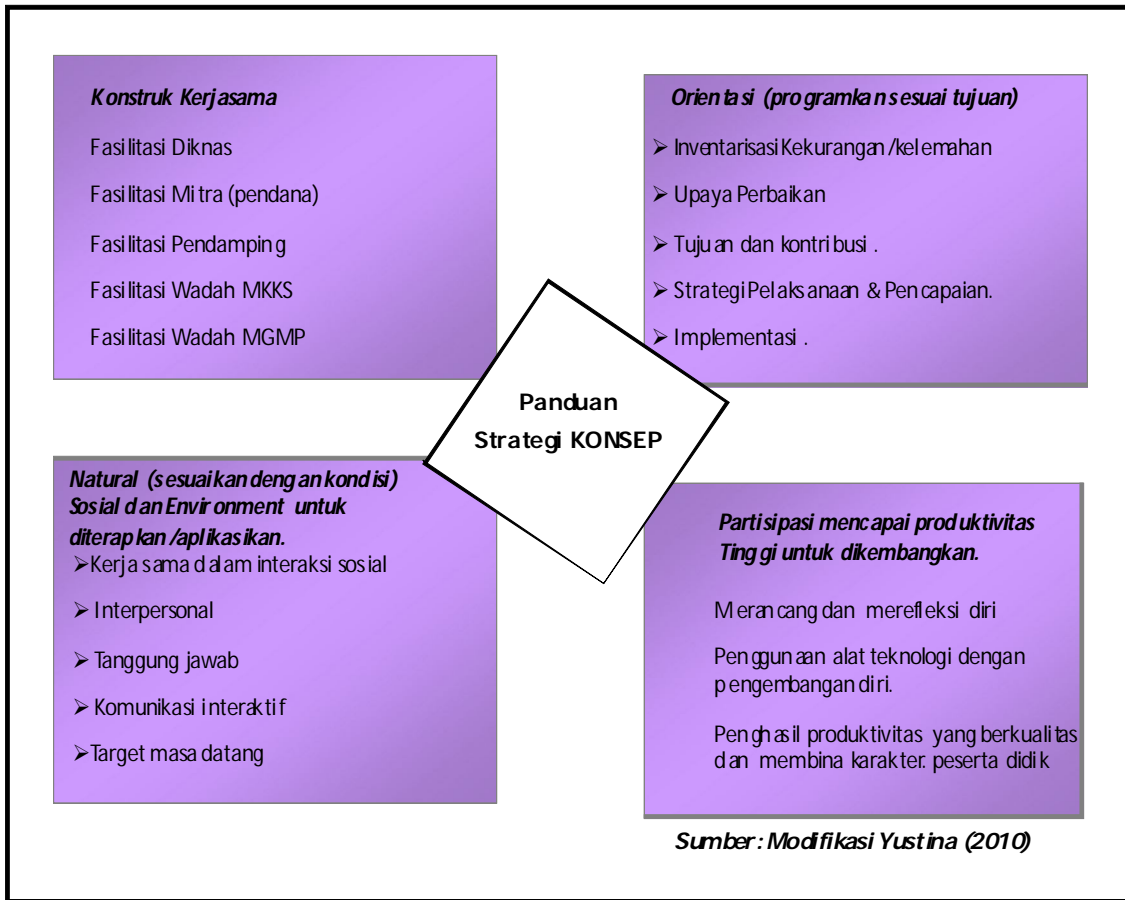 Konstruk Kerjasama
Fasilitasi Diknas
Fasilitasi Mitra (pendana)
Fasilitasi Pendamping
Fasilitasi Wadah MKKS
Fasilitasi Wadah MGMP
Orientasi (programkan sesuai tujuan)
➢ Inventarisasi Kekurangan/kelemahan
➢ Upaya Perbaikan
➢ Tujuan dan kontribusi .
➢ Strategi Pelaksanaan & Pencapaian.
➢ Implementasi .
Panduan
Strategi KONSEP
Natural (sesuaikan dengan kondisi)
Sosial dan Environment untuk
diterapkan/aplikasikan.
➢Kerja sama dalam interaksi sosial
➢ Interpersonal
➢ Tanggung jawab
➢ Komunikasi interaktif
➢Target masa datang
Partisipasi mencapai produktivitas
Tinggi untuk dikembangkan.
Merancang dan merefleksi diri
Penggunaan alat teknologi dengan
pengembangan diri.
Penghasil produktivitas yang berkualitas
dan membina karakter. peserta didik
Sumber: Modifikasi Yustina (2010)